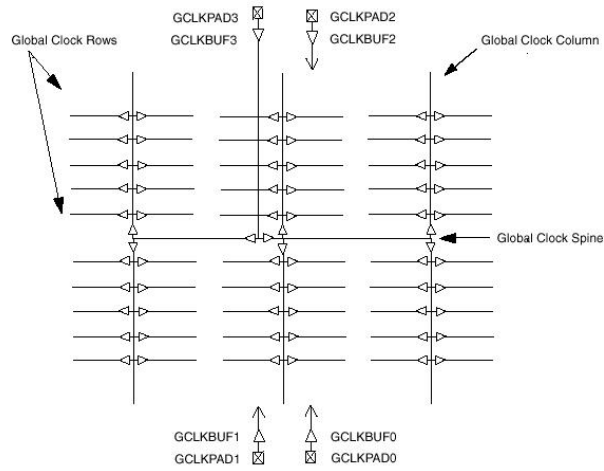 GCLKPAD3
GCLKPAD2
Global Clock Rows
GCLKBUF3
GCLKBUF2
Global Clock Column
Global Clock Spine
GCLKBUF1
GCLKBUF0
GCLKPAD1
GCLKPAD0